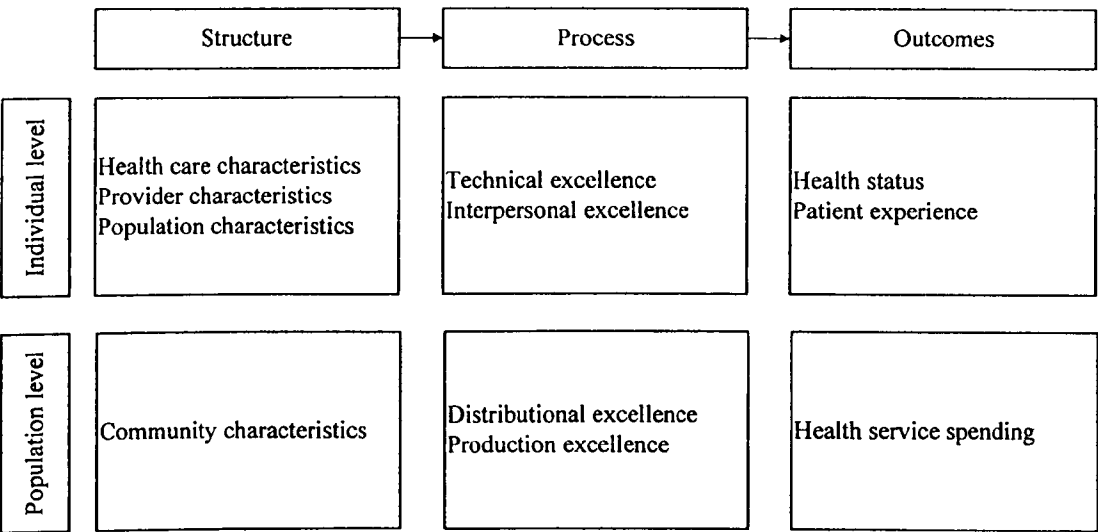 Structure
Process
Outcomes
Individual level
Health care characteristics
Provider characteristics
Population characteristics
Technical excellence
Interpersonal excellence
Health status
Patient experience
Population level
Community characteristics
Distributional excellence
Production excellence
Health service spending